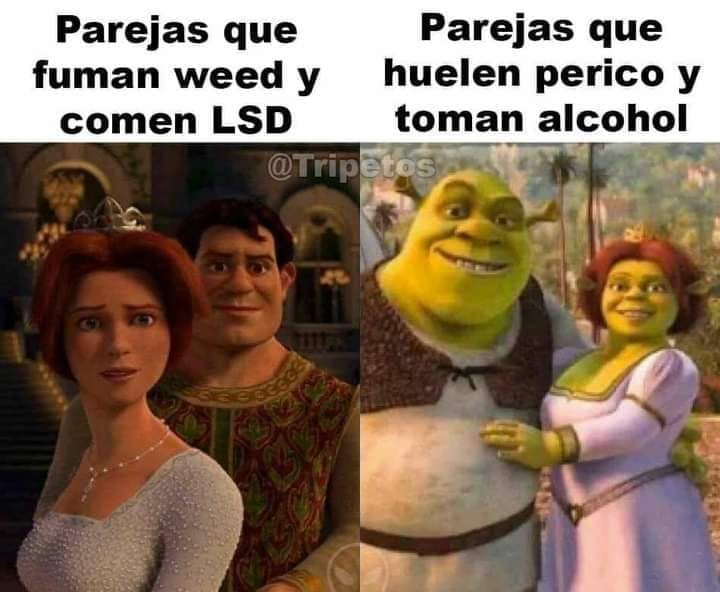 Parejas que
fuman weed y
comen LSD
Parejas que
huelen perico y
toman alcohol
@Tripetos